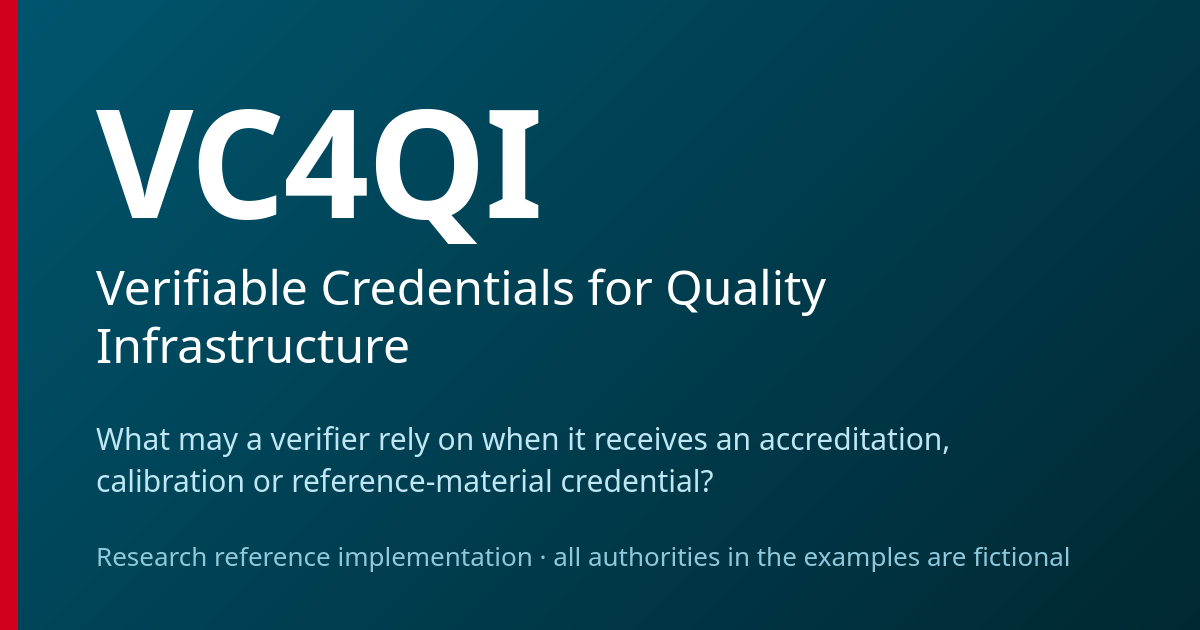 VC4QI
Verifiable Credentials for Quality
Infrastructure
What may a verifier rely on when it receives an accreditation,
calibration or reference-material credential?
Research reference implementation · all authorities in the examples are fictional